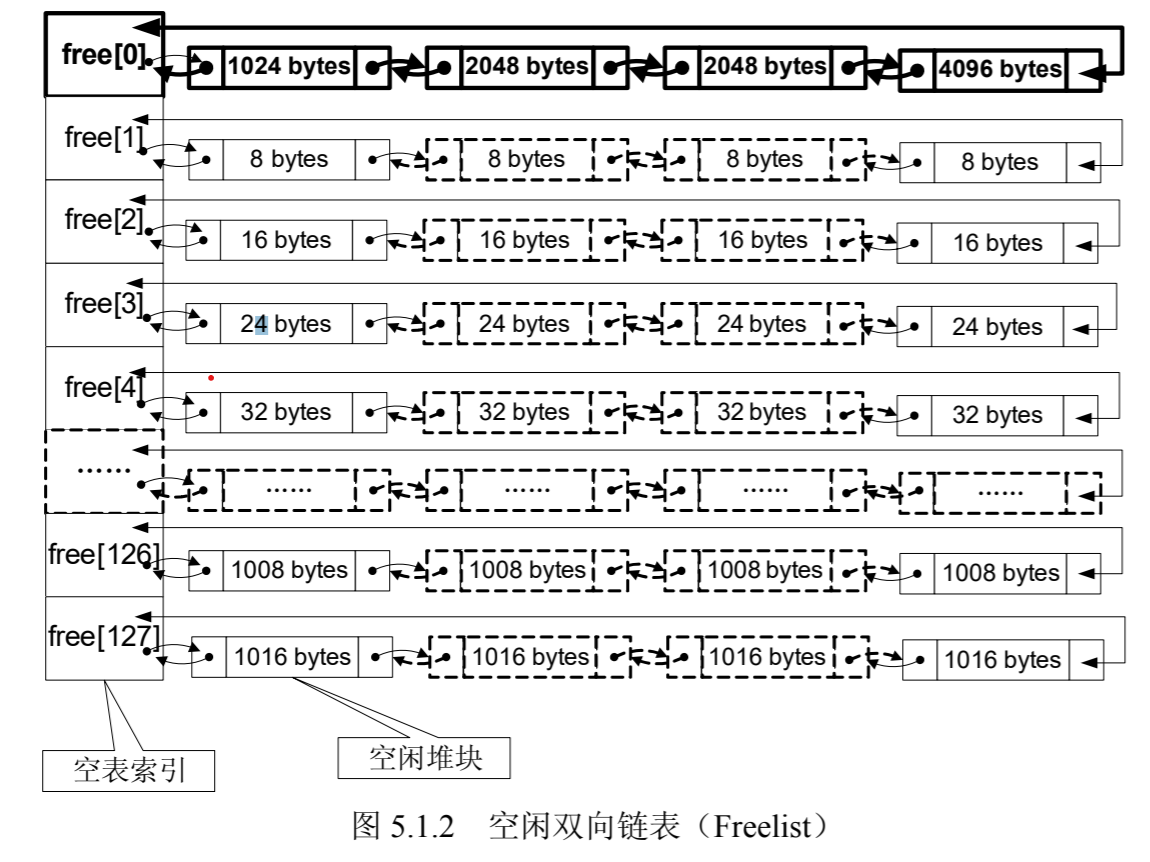 free[0] 1024 bytes 2048 bytes 2048 bytes 4096 bytes
free[1] 8 bytes 8 bytes 8 bytes 8 bytes
free[2] 16 bytes 16 bytes 16 bytes 16 bytes
free[3] 24 bytes 24 bytes 24 bytes 24 bytes
free[4] 32 bytes 32 bytes 32 bytes 32 bytes
…… …… …… …… ……
free[126] 1008 bytes 1008 bytes 1008 bytes 1008 bytes
free[127] 1016 bytes 1016 bytes 1016 bytes 1016 bytes
空表索引 空闲堆块
图 5.1.2 空闲双向链表（Freelist）